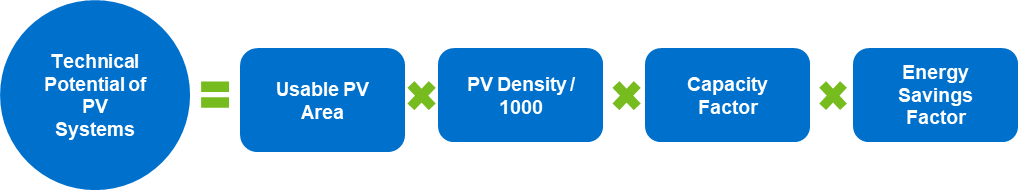 Technical
Potential of
PV
Systems
=
Usable PV
Area
×
PV Density /
1000
×
Capacity
Factor
×
Energy
Savings
Factor